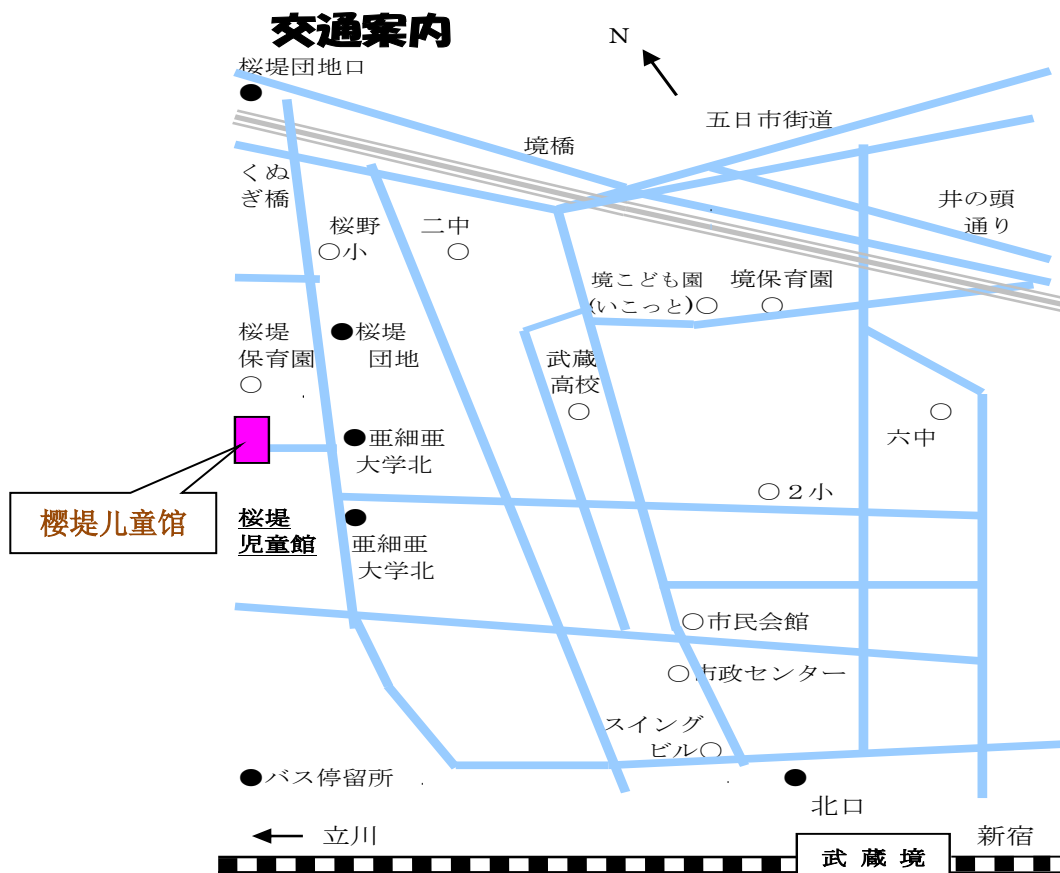 交通案内
N
桜堤団地口
五日市街道
境橋
くぬ
ぎ橋
井の頭
通り
桜野
小
二中
境こども園
(いこっと)
境保育園
桜堤
保育園
桜堤
団地
武蔵
高校
六中
亜細亜
大学北
2小
櫻堤儿童馆
桜堤
児童館
亜細亜
大学北
市民会館
市政センター
スイング
ビル
バス停留所
北口
立川
新宿
武蔵境